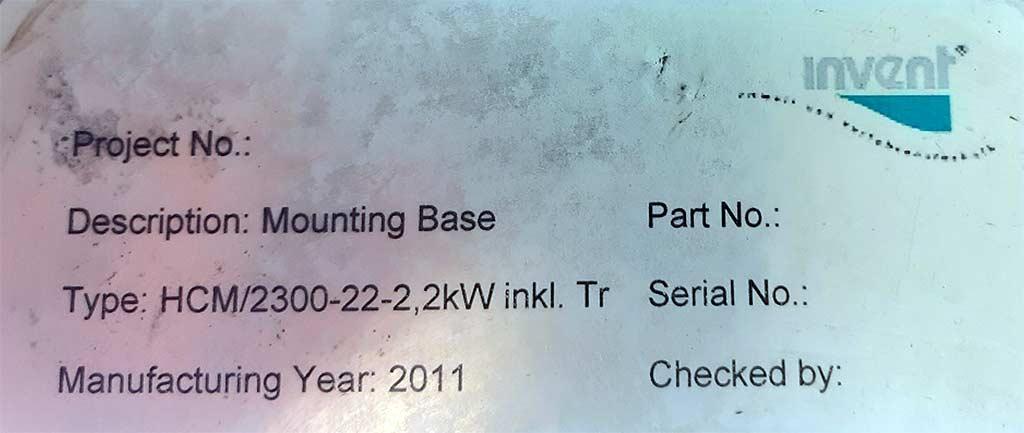 invent®
Project No.:
Description: Mounting Base
Part No.:
Type: HCM/2300-22-2,2kW inkl. Tr
Serial No.:
Manufacturing Year: 2011
Checked by: